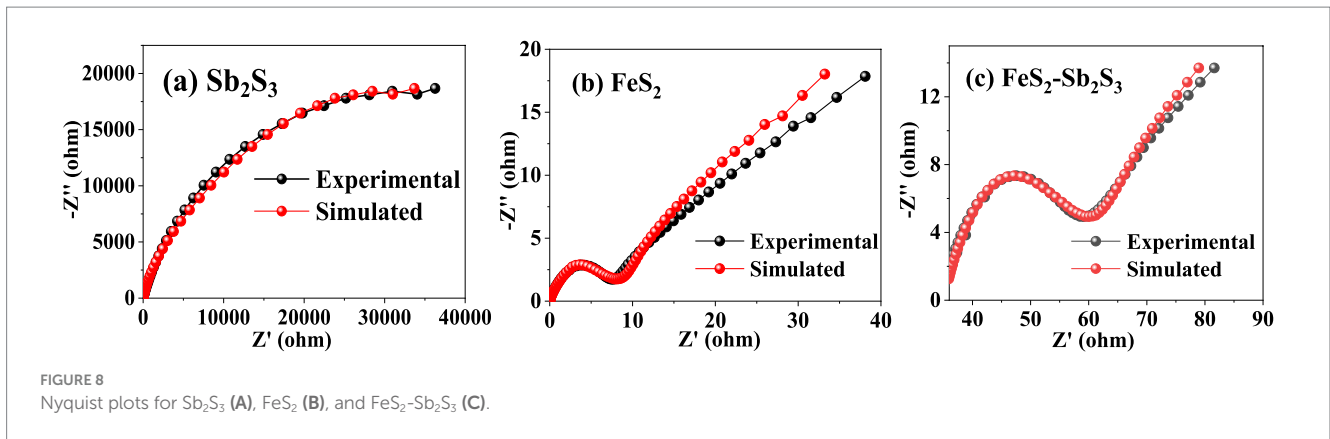 (a) Sb₂S₃
20000
15000
10000
5000
0
-Z'' (ohm)
Experimental
Simulated
0 10000 20000 30000 40000
Z' (ohm)
(b) FeS₂
20
15
10
5
0
-Z'' (ohm)
Experimental
Simulated
0 10 20 30 40
Z' (ohm)
(c) FeS₂-Sb₂S₃
12
8
4
0
-Z'' (ohm)
Experimental
Simulated
40 50 60 70 80 90
Z' (ohm)
FIGURE 8
Nyquist plots for Sb₂S₃ (A), FeS₂ (B), and FeS₂-Sb₂S₃ (C).